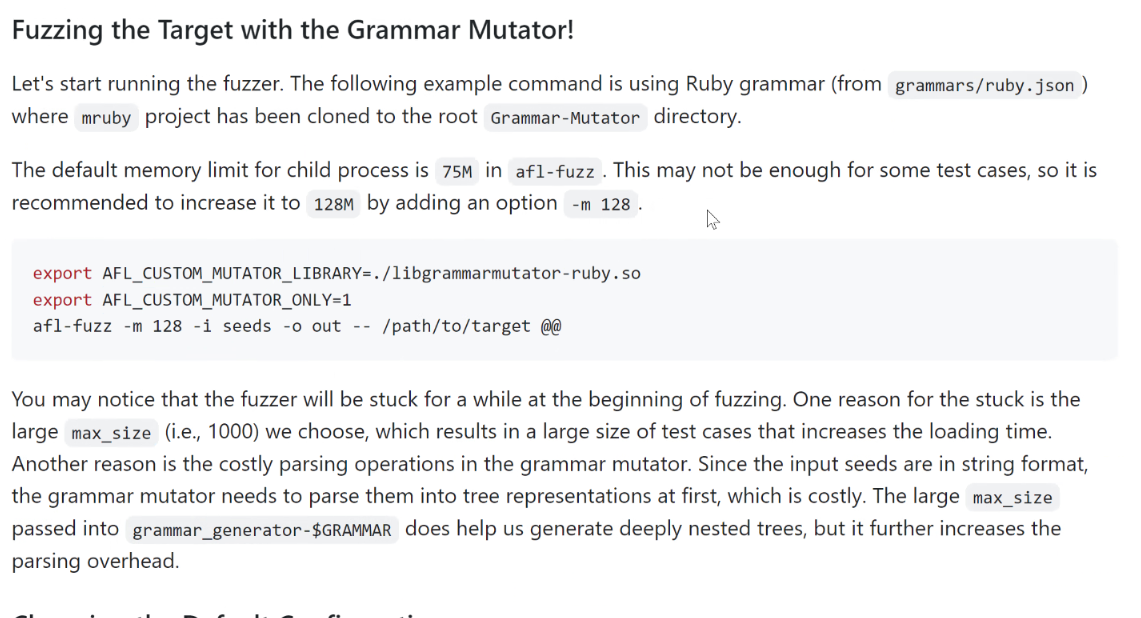 Fuzzing the Target with the Grammar Mutator!
Let's start running the fuzzer. The following example command is using Ruby grammar (from grammars/ruby.json )
where mruby project has been cloned to the root Grammar-Mutator directory.
The default memory limit for child process is 75M in afl-fuzz . This may not be enough for some test cases, so it is
recommended to increase it to 128M by adding an option -m 128 .
export AFL_CUSTOM_MUTATOR_LIBRARY=./libgrammarmutator-ruby.so
export AFL_CUSTOM_MUTATOR_ONLY=1
afl-fuzz -m 128 -i seeds -o out -- /path/to/target @@
You may notice that the fuzzer will be stuck for a while at the beginning of fuzzing. One reason for the stuck is the
large max_size (i.e., 1000) we choose, which results in a large size of test cases that increases the loading time.
Another reason is the costly parsing operations in the grammar mutator. Since the input seeds are in string format,
the grammar mutator needs to parse them into tree representations at first, which is costly. The large max_size
passed into grammar_generator-$GRAMMAR does help us generate deeply nested trees, but it further increases the
parsing overhead.